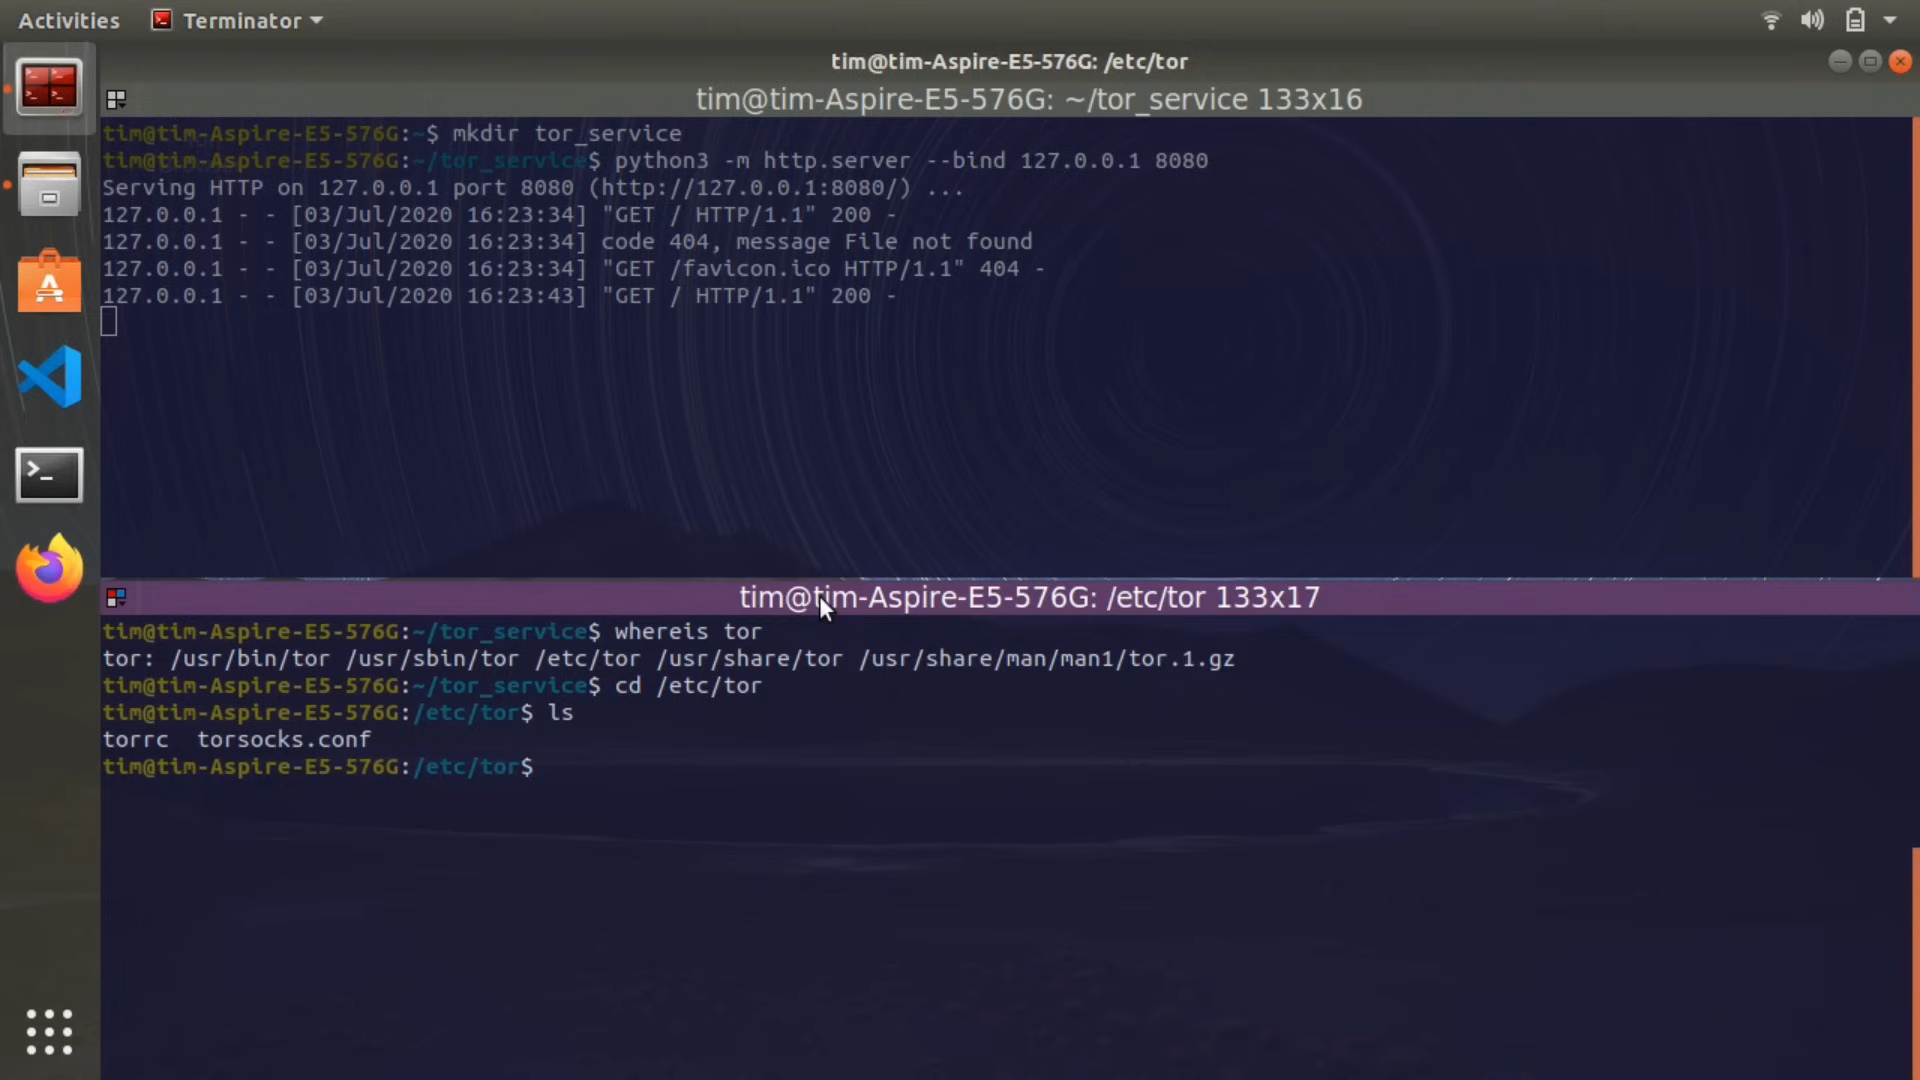 Activities Terminator
tim@tim-Aspire-E5-576G: /etc/tor
tim@tim-Aspire-E5-576G: ~/tor_service 133x16
tim@tim-Aspire-E5-576G:~$ mkdir tor_service
tim@tim-Aspire-E5-576G:~/tor_service$ python3 -m http.server --bind 127.0.0.1 8080
Serving HTTP on 127.0.0.1 port 8080 (http://127.0.0.1:8080/) ...
127.0.0.1 - - [03/Jul/2020 16:23:34] "GET / HTTP/1.1" 200 -
127.0.0.1 - - [03/Jul/2020 16:23:34] code 404, message File not found
127.0.0.1 - - [03/Jul/2020 16:23:34] "GET /favicon.ico HTTP/1.1" 404 -
127.0.0.1 - - [03/Jul/2020 16:23:43] "GET / HTTP/1.1" 200 -
tim@tim-Aspire-E5-576G: /etc/tor 133x17
tim@tim-Aspire-E5-576G:~/tor_service$ whereis tor
tor: /usr/bin/tor /usr/sbin/tor /etc/tor /usr/share/tor /usr/share/man/man1/tor.1.gz
tim@tim-Aspire-E5-576G:~/tor_service$ cd /etc/tor
tim@tim-Aspire-E5-576G:/etc/tor$ ls
torrc  torsocks.conf
tim@tim-Aspire-E5-576G:/etc/tor$